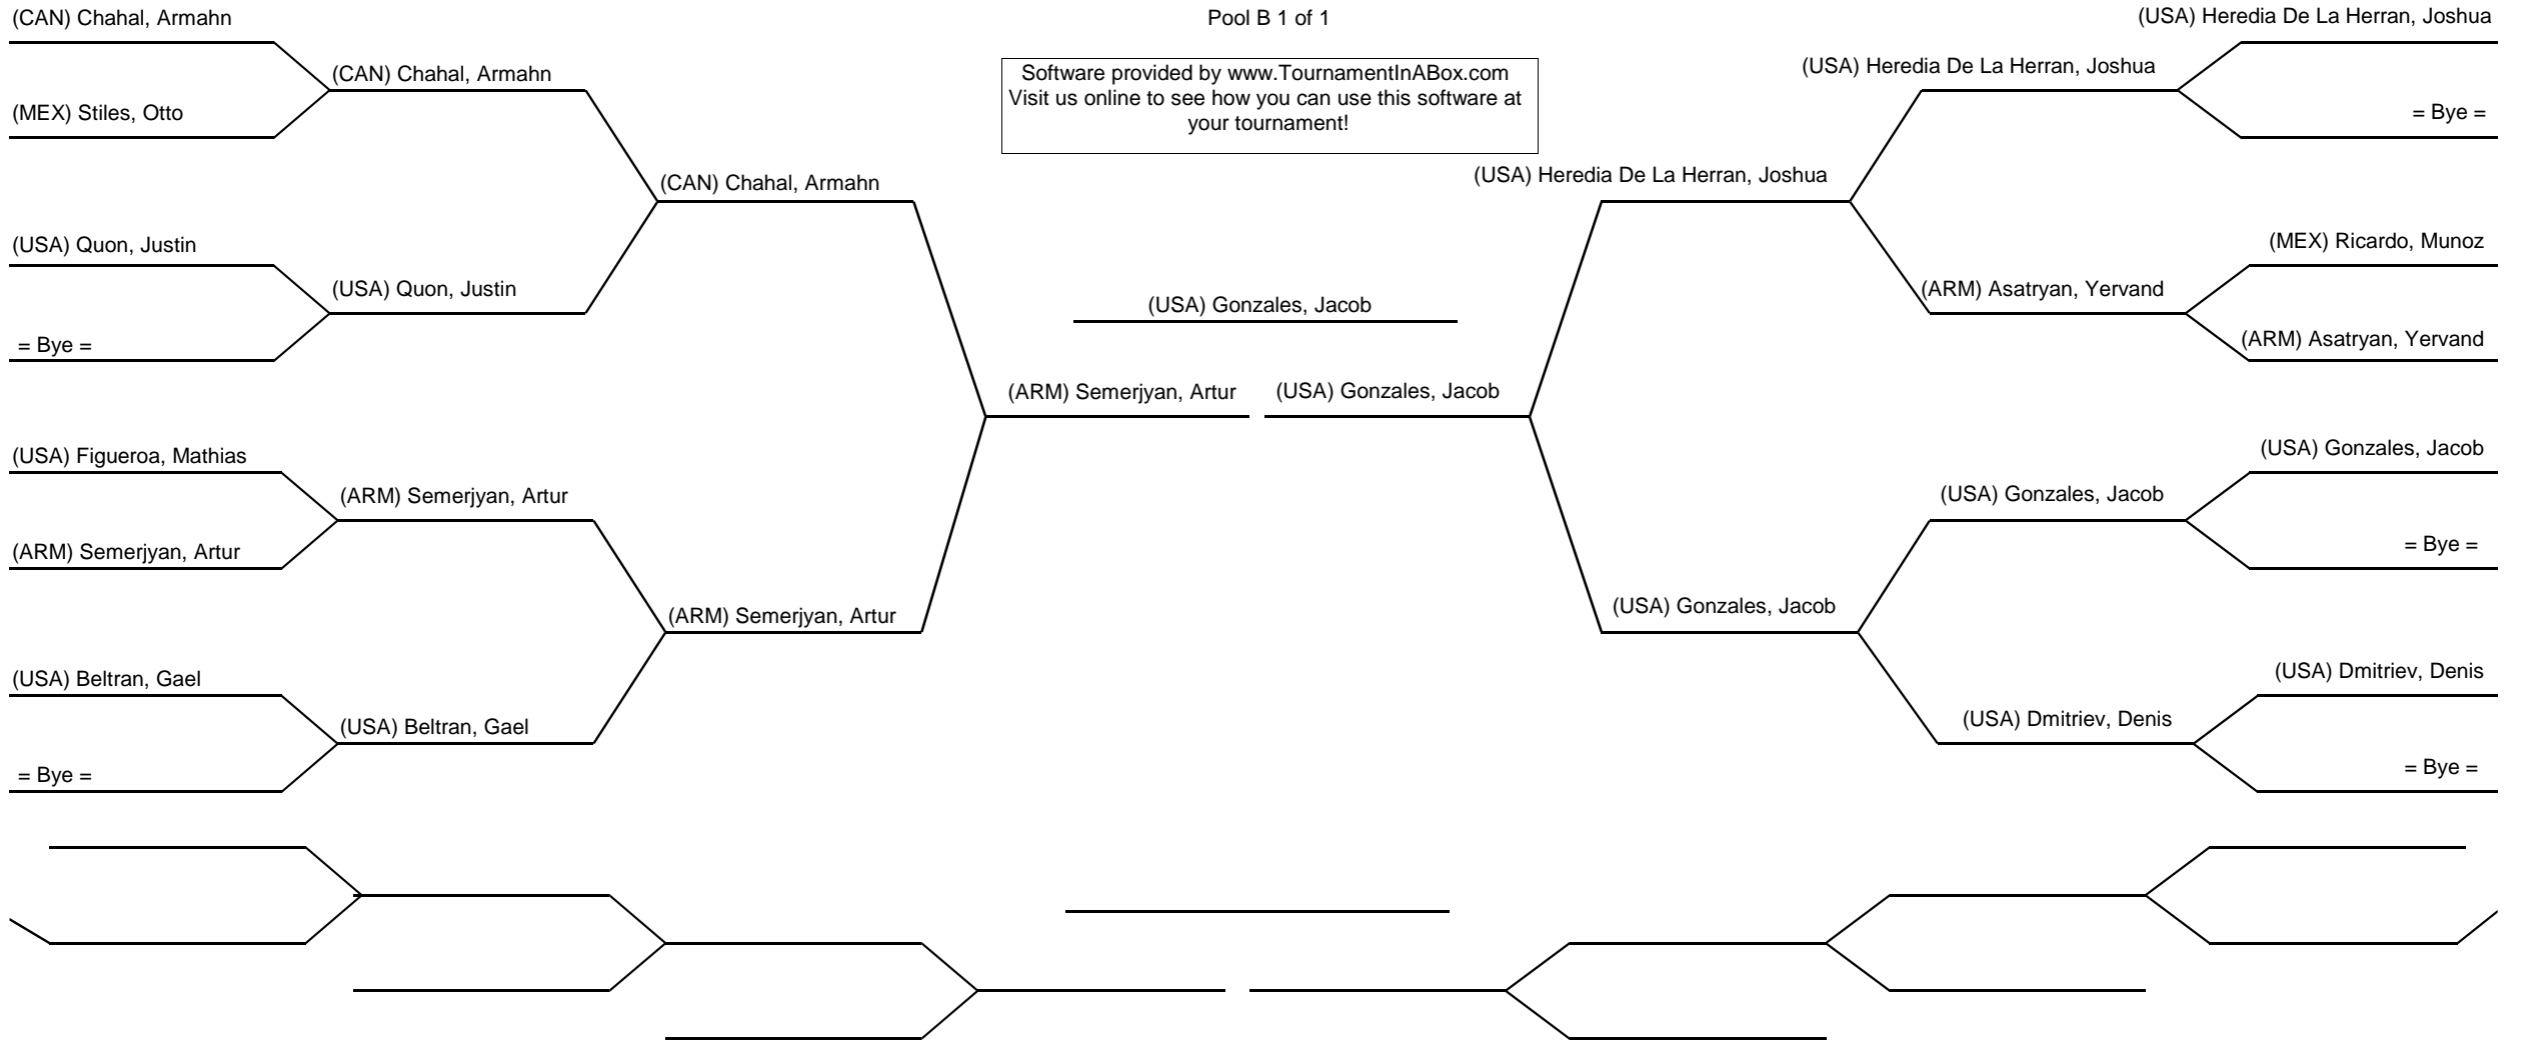 (CAN) Chahal, Armahn
Pool B 1 of 1
(USA) Heredia De La Herran, Joshua
(CAN) Chahal, Armahn
Software provided by www.TournamentInABox.com
Visit us online to see how you can use this software at
your tournament!
(USA) Heredia De La Herran, Joshua
(MEX) Stiles, Otto
= Bye =
(CAN) Chahal, Armahn
(USA) Heredia De La Herran, Joshua
(USA) Quon, Justin
(MEX) Ricardo, Munoz
(USA) Quon, Justin
(USA) Gonzales, Jacob
(ARM) Asatryan, Yervand
= Bye =
(ARM) Asatryan, Yervand
(ARM) Semerjyan, Artur
(USA) Gonzales, Jacob
(USA) Figueroa, Mathias
(USA) Gonzales, Jacob
(ARM) Semerjyan, Artur
(USA) Gonzales, Jacob
(ARM) Semerjyan, Artur
= Bye =
(ARM) Semerjyan, Artur
(USA) Gonzales, Jacob
(USA) Beltran, Gael
(USA) Dmitriev, Denis
(USA) Beltran, Gael
(USA) Dmitriev, Denis
= Bye =
= Bye =